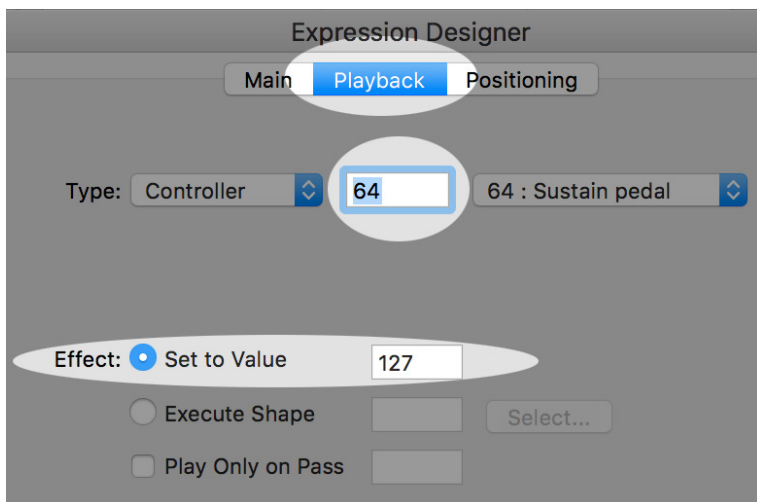 Expression Designer
Main Playback Positioning
Type: Controller 64 64 : Sustain pedal
Effect: Set to Value 127
Execute Shape Select...
Play Only on Pass